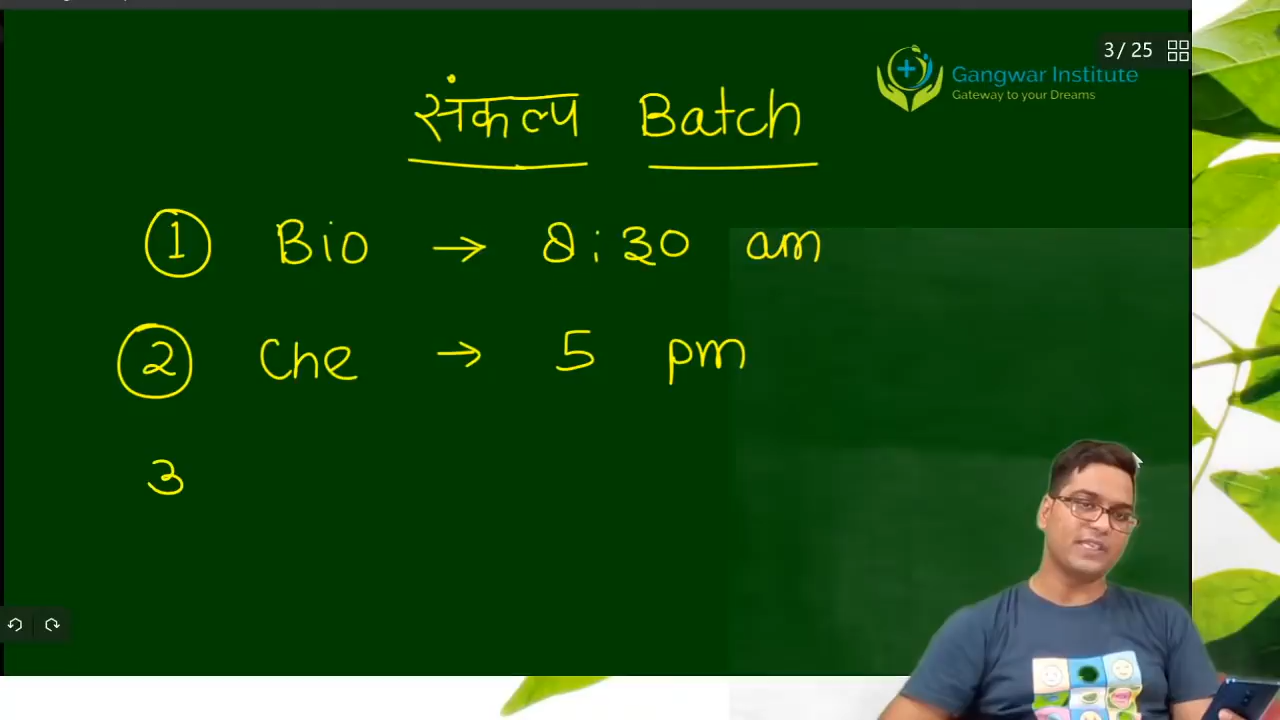 3/25
Gangwar Institute
Gateway to your Dreams
संकल्प Batch
1 Bio → 8:30 am
2 Che → 5 pm
3